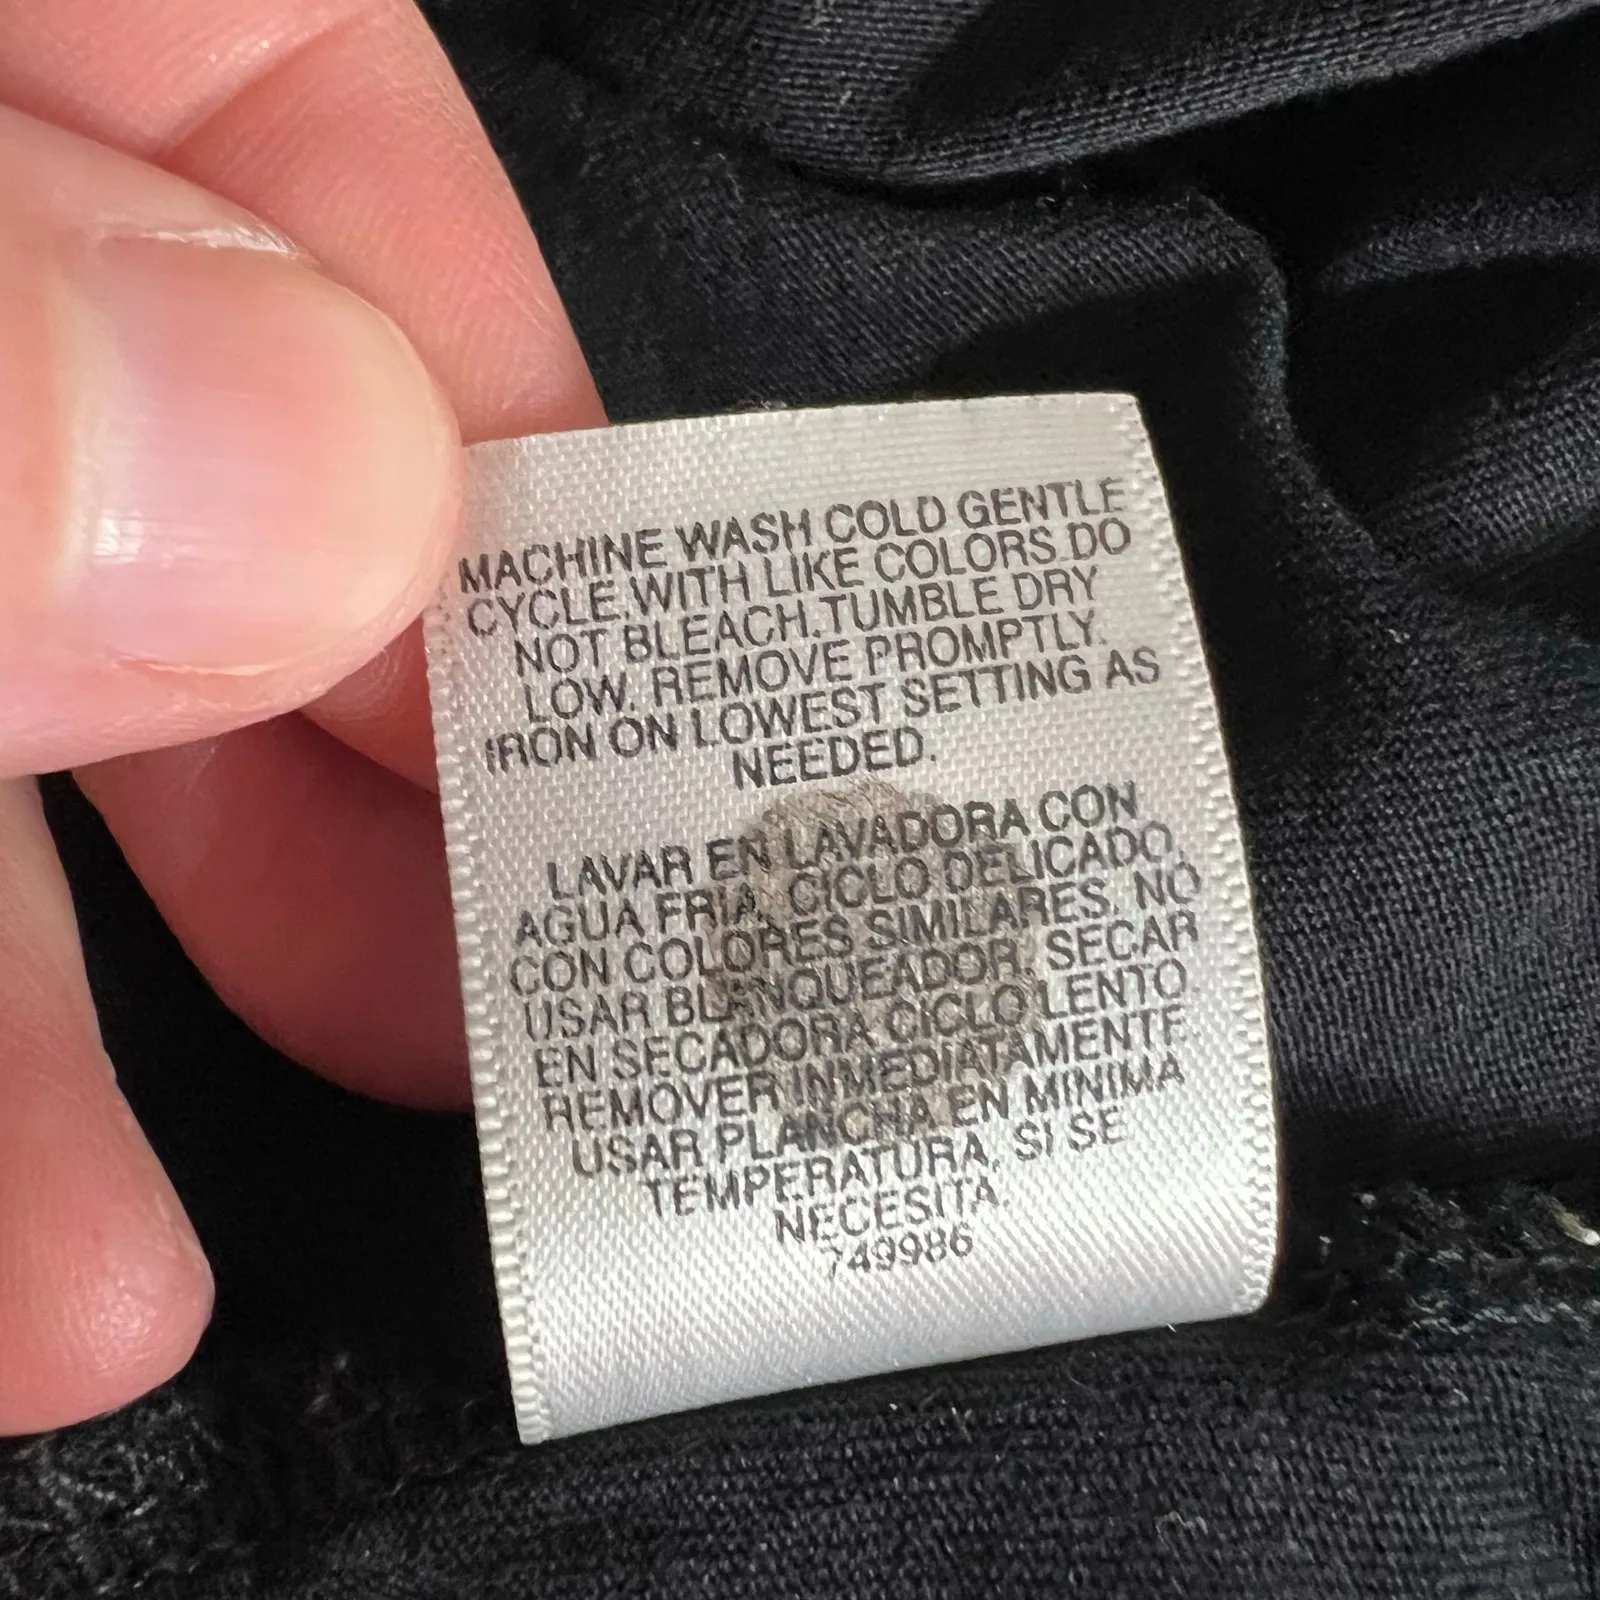 MACHINE WASH COLD GENTLE
CYCLE.WITH LIKE COLORS.DO
NOT BLEACH.TUMBLE DRY
LOW. REMOVE PROMPTLY.
IRON ON LOWEST SETTING AS
NEEDED.
LAVAR EN LAVADORA CON
AGUA FRIA, CICLO DELICADO,
CON COLORES SIMILARES. NO
USAR BLANQUEADOR. SECAR
EN SECADORA CICLO LENTO.
REMOVER INMEDIATAMENTE.
USAR PLANCHA EN MINIMA
TEMPERATURA, SI SE
NECESITA.
749986